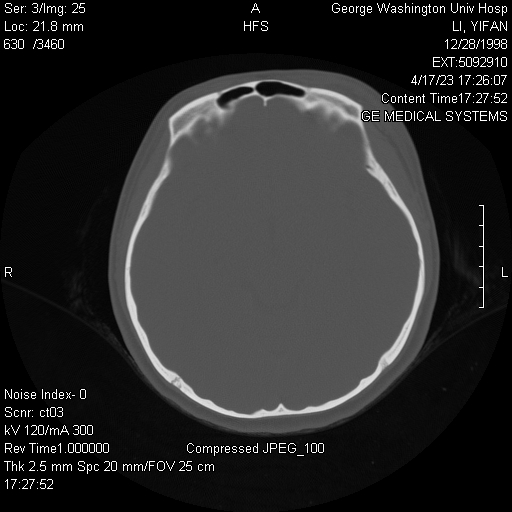 Ser: 3/Img: 25
Loc: 21.8 mm
630 /3460
A
HFS
George Washington Univ Hosp
LI, YIFAN
12/28/1998
EXT:5092910
4/17/23 17:26:07
Content Time17:27:52
GE MEDICAL SYSTEMS
R
L
Noise Index- 0
Scnr: ct03
kV 120/mA 300
Rev Time1.000000
Compressed JPEG_100
Thk 2.5 mm Spc 20 mm/FOV 25 cm
17:27:52